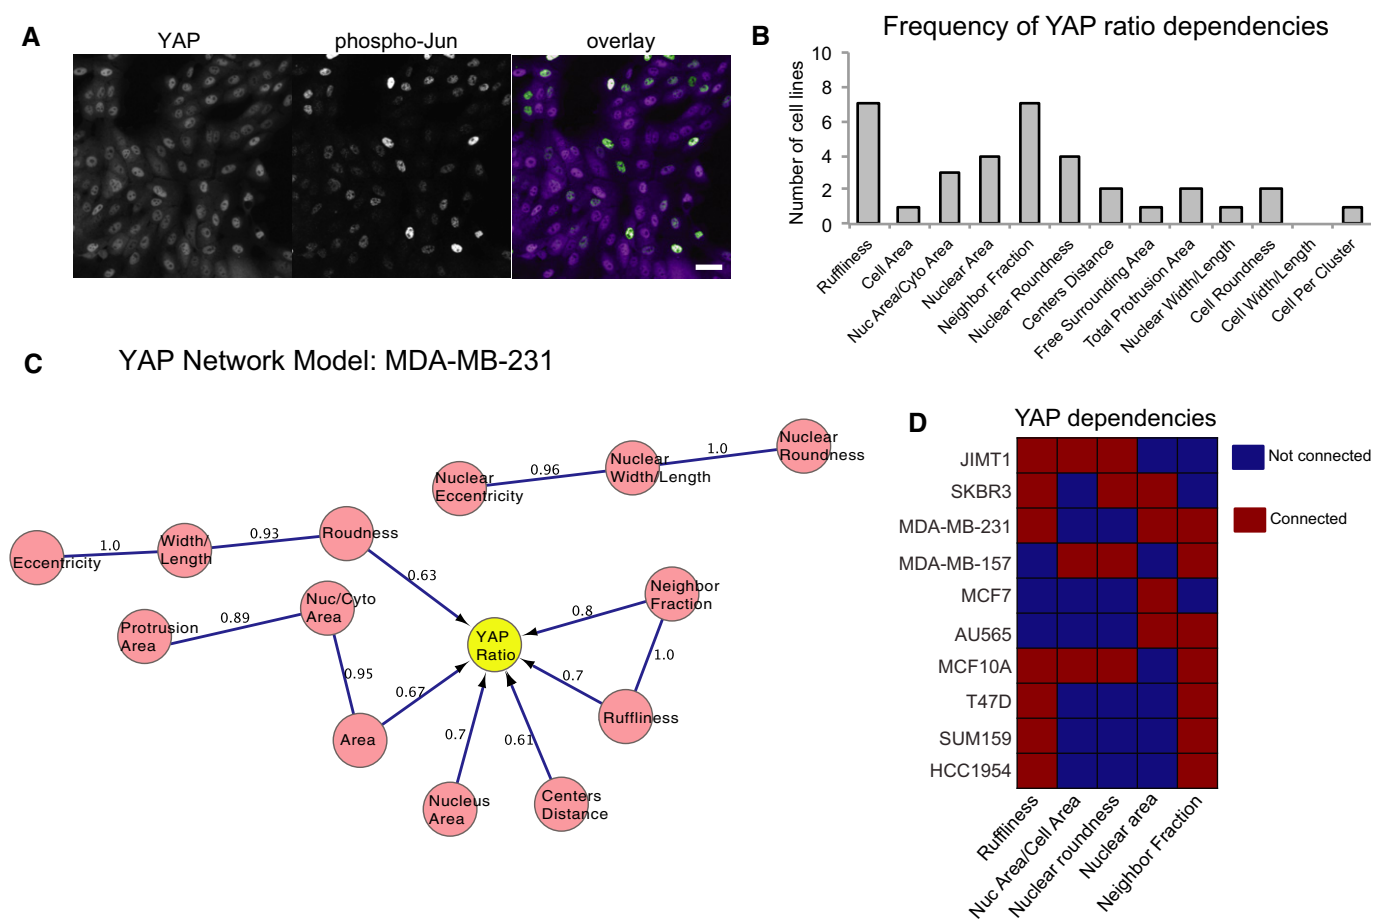 A
YAP
phospho-Jun
overlay
B
Frequency of YAP ratio dependencies
Number of cell lines
10
8
6
4
2
0
Ruffliness
Cell Area
Nuc Area/Cyto Area
Nuclear Area
Neighbor Fraction
Nuclear Roundness
Centers Distance
Free Surrounding Area
Total Protrusion Area
Nuclear Width/Length
Cell Roundness
Cell Width/Length
Cell Per Cluster
C
YAP Network Model: MDA-MB-231
Nuclear
Eccentricity
0.96
Nuclear
Width/Length
1.0
Nuclear
Roundness
Eccentricity
1.0
Width/
Length
0.93
Roudness
0.63
Protrusion
Area
0.89
Nuc/Cyto
Area
0.95
Area
0.67
YAP
Ratio
0.8
Neighbor
Fraction
1.0
0.7
Ruffliness
0.7
Nucleus
Area
0.61
Centers
Distance
D
YAP dependencies
JIMT1
SKBR3
MDA-MB-231
MDA-MB-157
MCF7
AU565
MCF10A
T47D
SUM159
HCC1954
Ruffliness
Nuc Area/Cell Area
Nuclear roundness
Nuclear area
Neighbor Fraction
Not connected
Connected